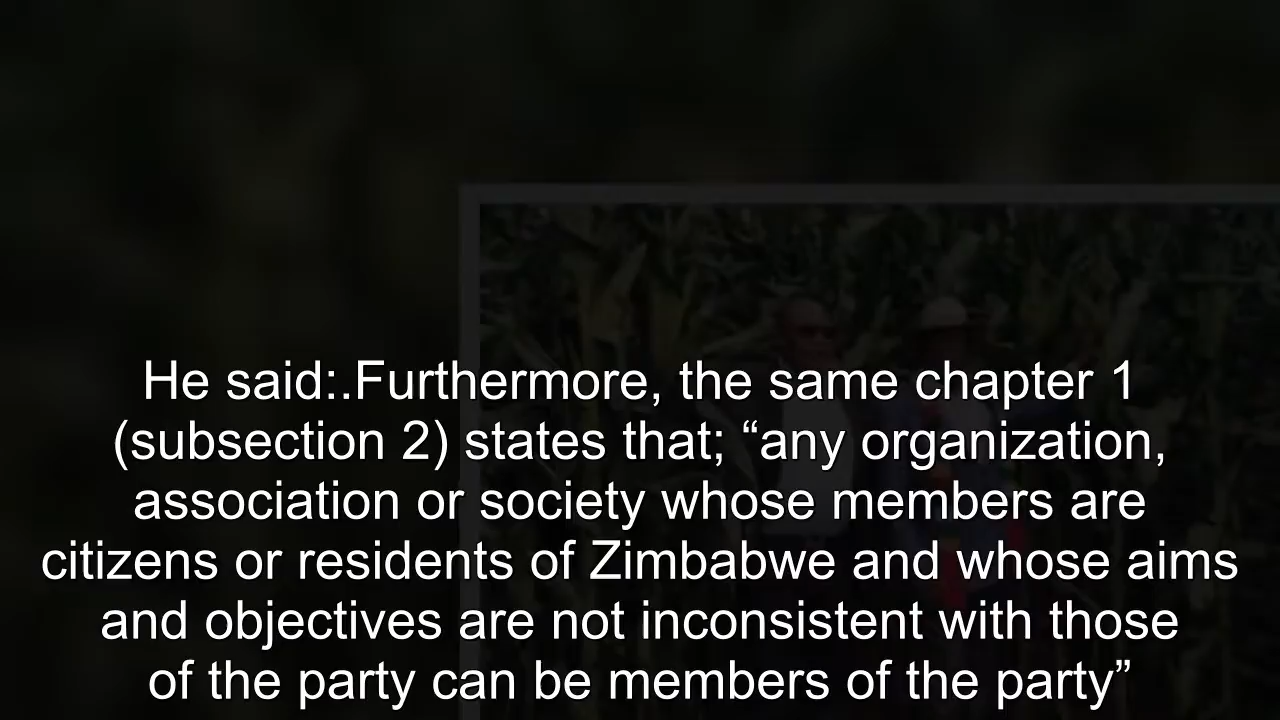 He said:.Furthermore, the same chapter 1
(subsection 2) states that; “any organization,
association or society whose members are
citizens or residents of Zimbabwe and whose aims
and objectives are not inconsistent with those
of the party can be members of the party”